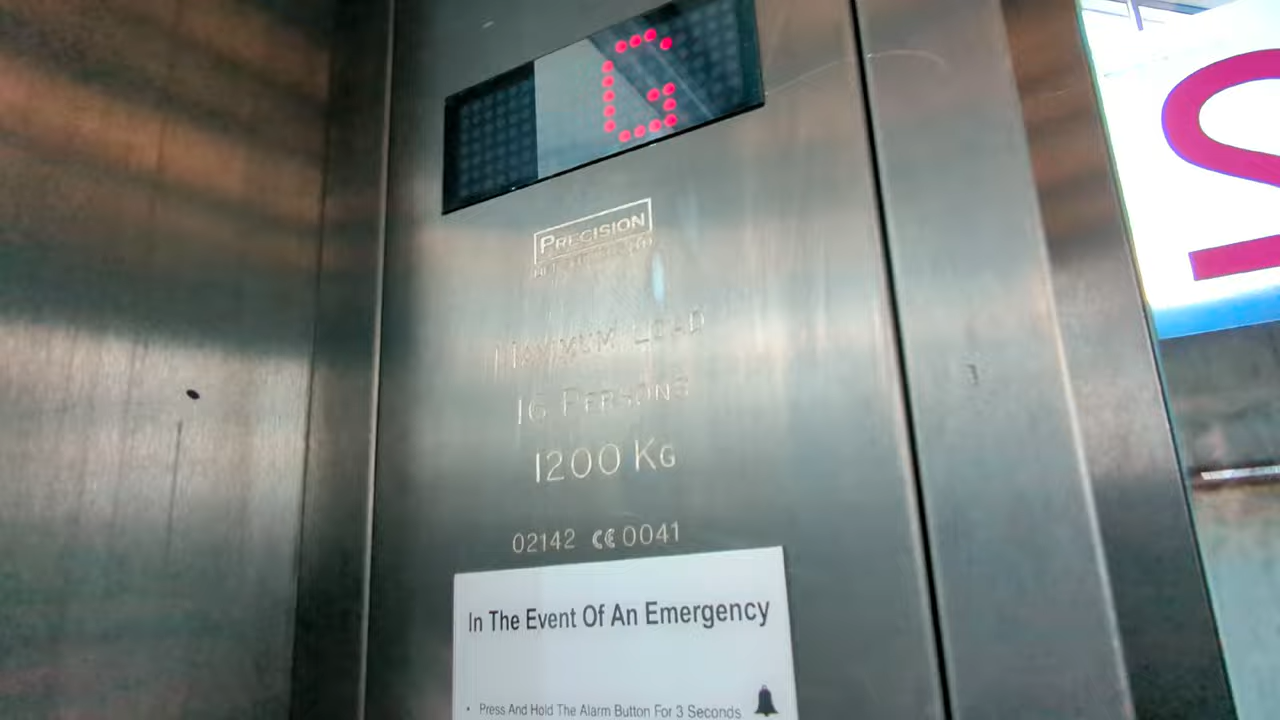 G
PRECISION
MAXIMUM LOAD
16 PERSONS
1200 KG
02142 CE 0041
In The Event Of An Emergency
• Press And Hold The Alarm Button For 3 Seconds